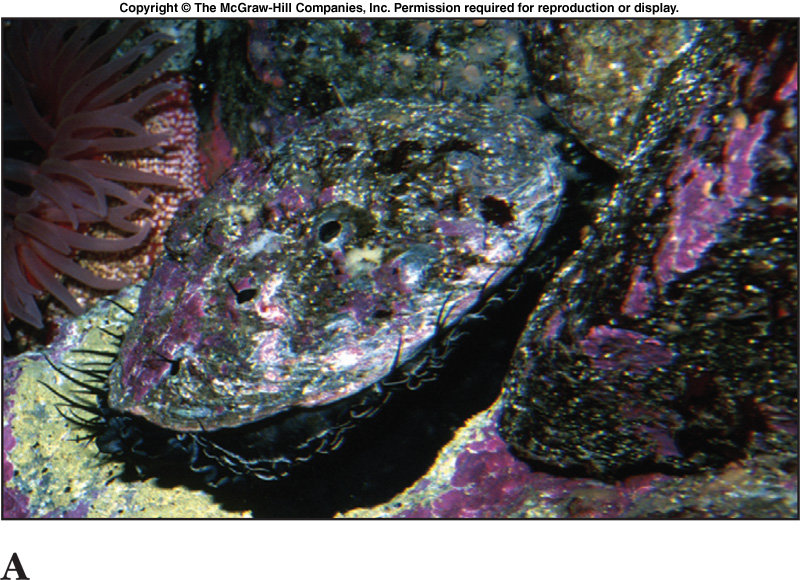 Copyright © The McGraw-Hill Companies, Inc. Permission required for reproduction or display.
A